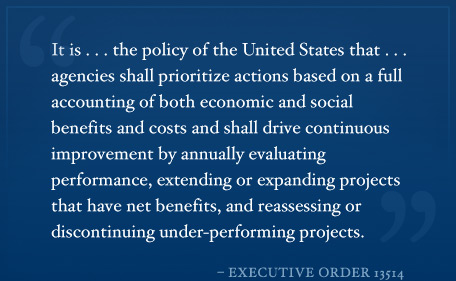 It is . . . the policy of the United States that . . .
agencies shall prioritize actions based on a full
accounting of both economic and social
benefits and costs and shall drive continuous
improvement by annually evaluating
performance, extending or expanding projects
that have net benefits, and reassessing or
discontinuing under-performing projects.
– EXECUTIVE ORDER 13514